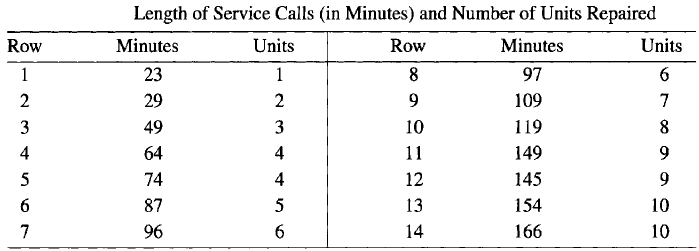 Length of Service Calls (in Minutes) and Number of Units Repaired
Row Minutes Units Row Minutes Units
1 23 1 8 97 6
2 29 2 9 109 7
3 49 3 10 119 8
4 64 4 11 149 9
5 74 4 12 145 9
6 87 5 13 154 10
7 96 6 14 166 10